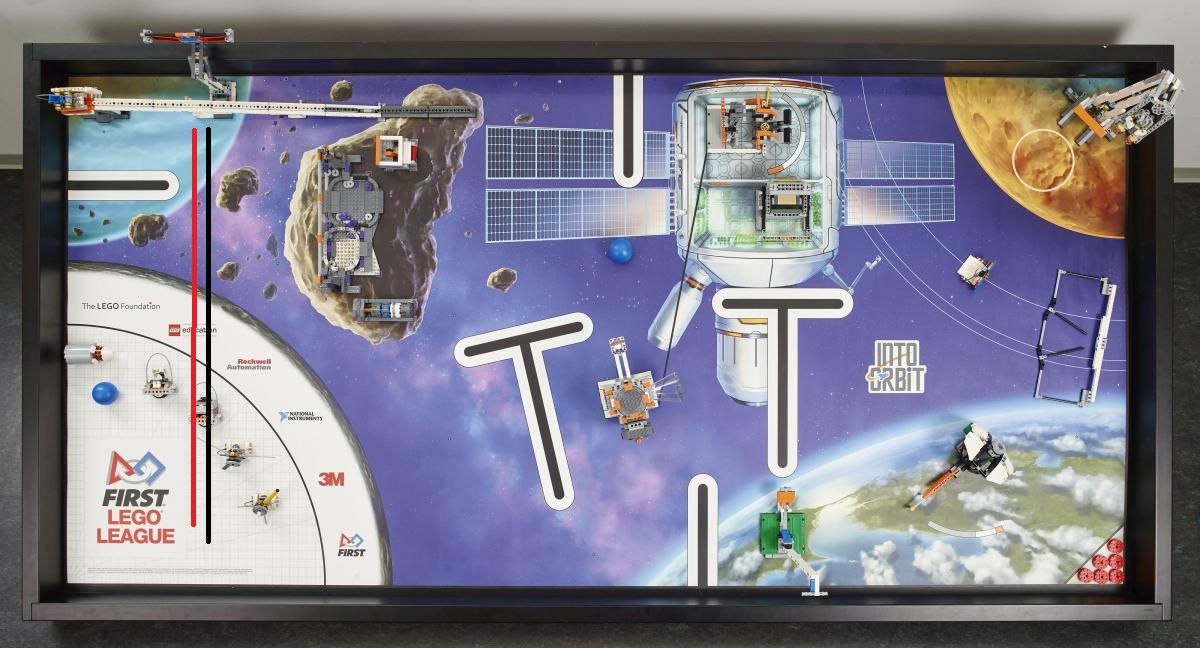 The LEGO Foundation
education
Rockwell
Automation
NATIONAL
INSTRUMENTS
3M
FIRST
LEGO
LEAGUE
FIRST
INTO
ORBIT